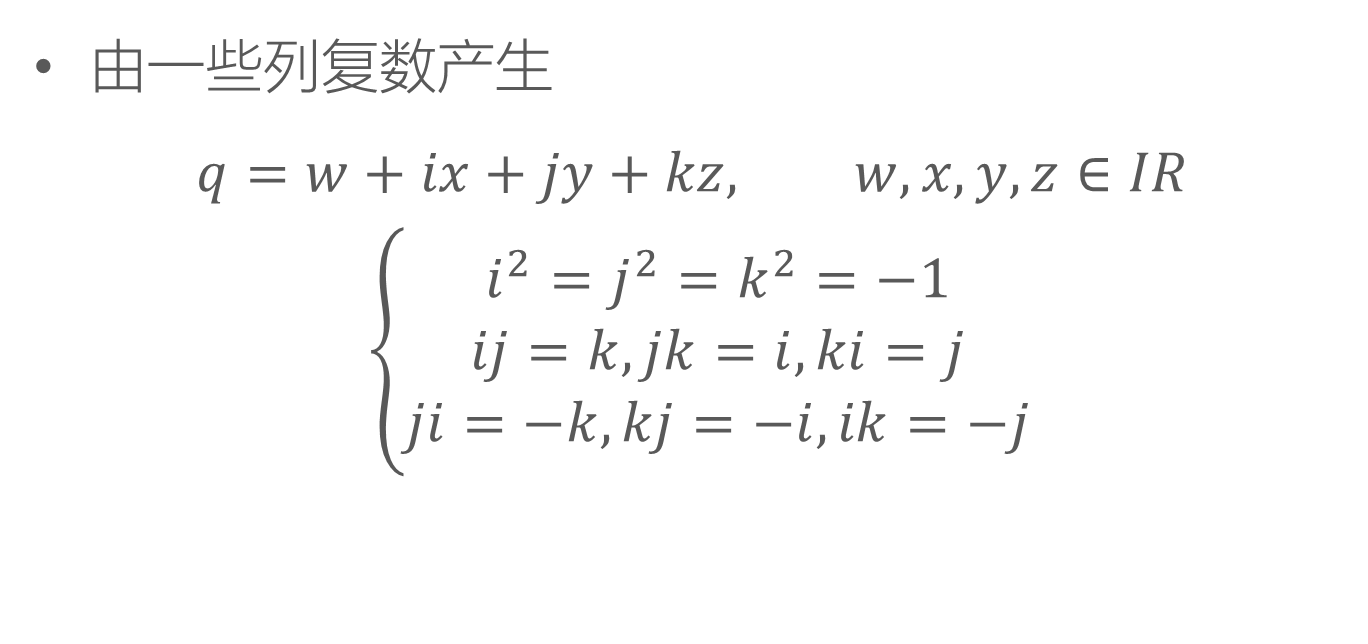 • 由一些列复数产生
q = w + ix + jy + kz, w, x, y, z ∈ IR
i² = j² = k² = −1
ij = k, jk = i, ki = j
ji = −k, kj = −i, ik = −j